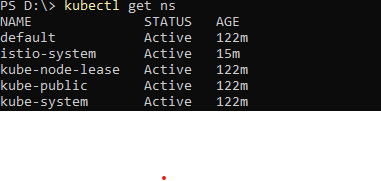 PS D:\> kubectl get ns
NAME STATUS AGE
default Active 122m
istio-system Active 15m
kube-node-lease Active 122m
kube-public Active 122m
kube-system Active 122m